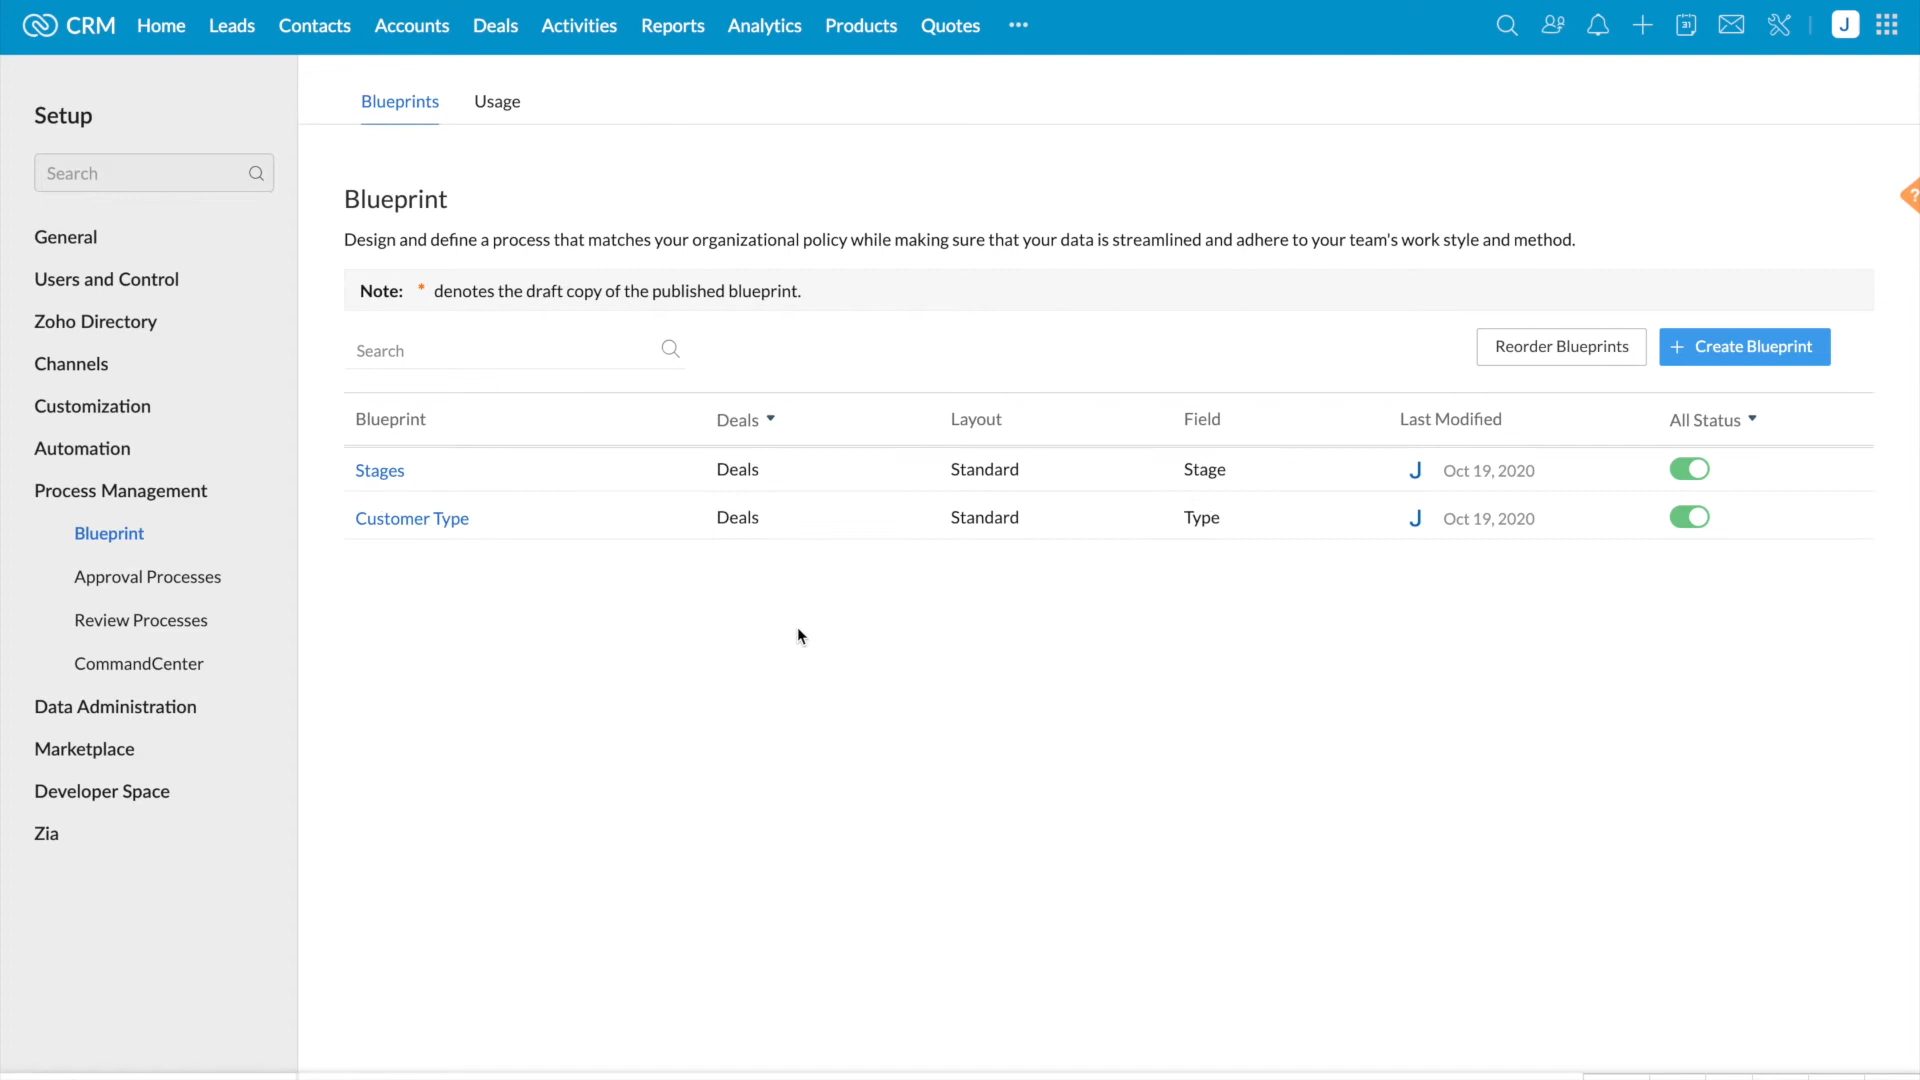 CRM Home Leads Contacts Accounts Deals Activities Reports Analytics Products Quotes ••• 31 J
Setup
Search
General
Users and Control
Zoho Directory
Channels
Customization
Automation
Process Management
Blueprint
Approval Processes
Review Processes
CommandCenter
Data Administration
Marketplace
Developer Space
Zia
Blueprints Usage
Blueprint
Design and define a process that matches your organizational policy while making sure that your data is streamlined and adhere to your team's work style and method.
Note: * denotes the draft copy of the published blueprint.
Search Reorder Blueprints + Create Blueprint
Blueprint Deals Layout Field Last Modified All Status
Stages Deals Standard Stage J Oct 19, 2020
Customer Type Deals Standard Type J Oct 19, 2020
?